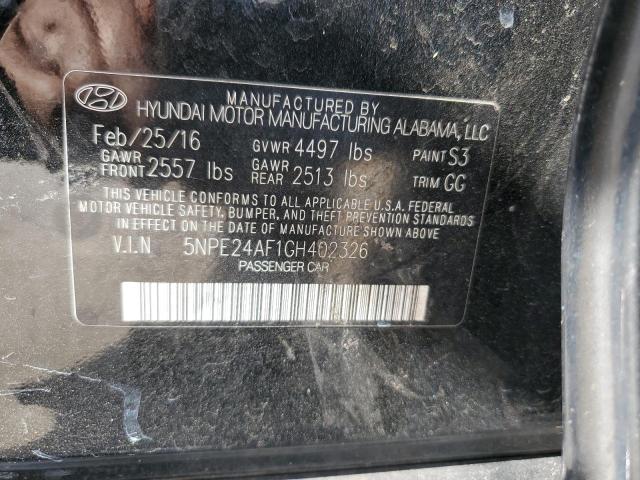 MANUFACTURED BY
HYUNDAI MOTOR MANUFACTURING ALABAMA, LLC
Feb/25/16 GVWR 4497 lbs PAINT S3
GAWR FRONT 2557 lbs GAWR REAR 2513 lbs TRIM GG
THIS VEHICLE CONFORMS TO ALL APPLICABLE U.S.A. FEDERAL
MOTOR VEHICLE SAFETY, BUMPER, AND THEFT PREVENTION STANDARDS
IN EFFECT ON THE DATE OF MANUFACTURE SHOWN ABOVE.
V.I.N 5NPE24AF1GH402326
PASSENGER CAR